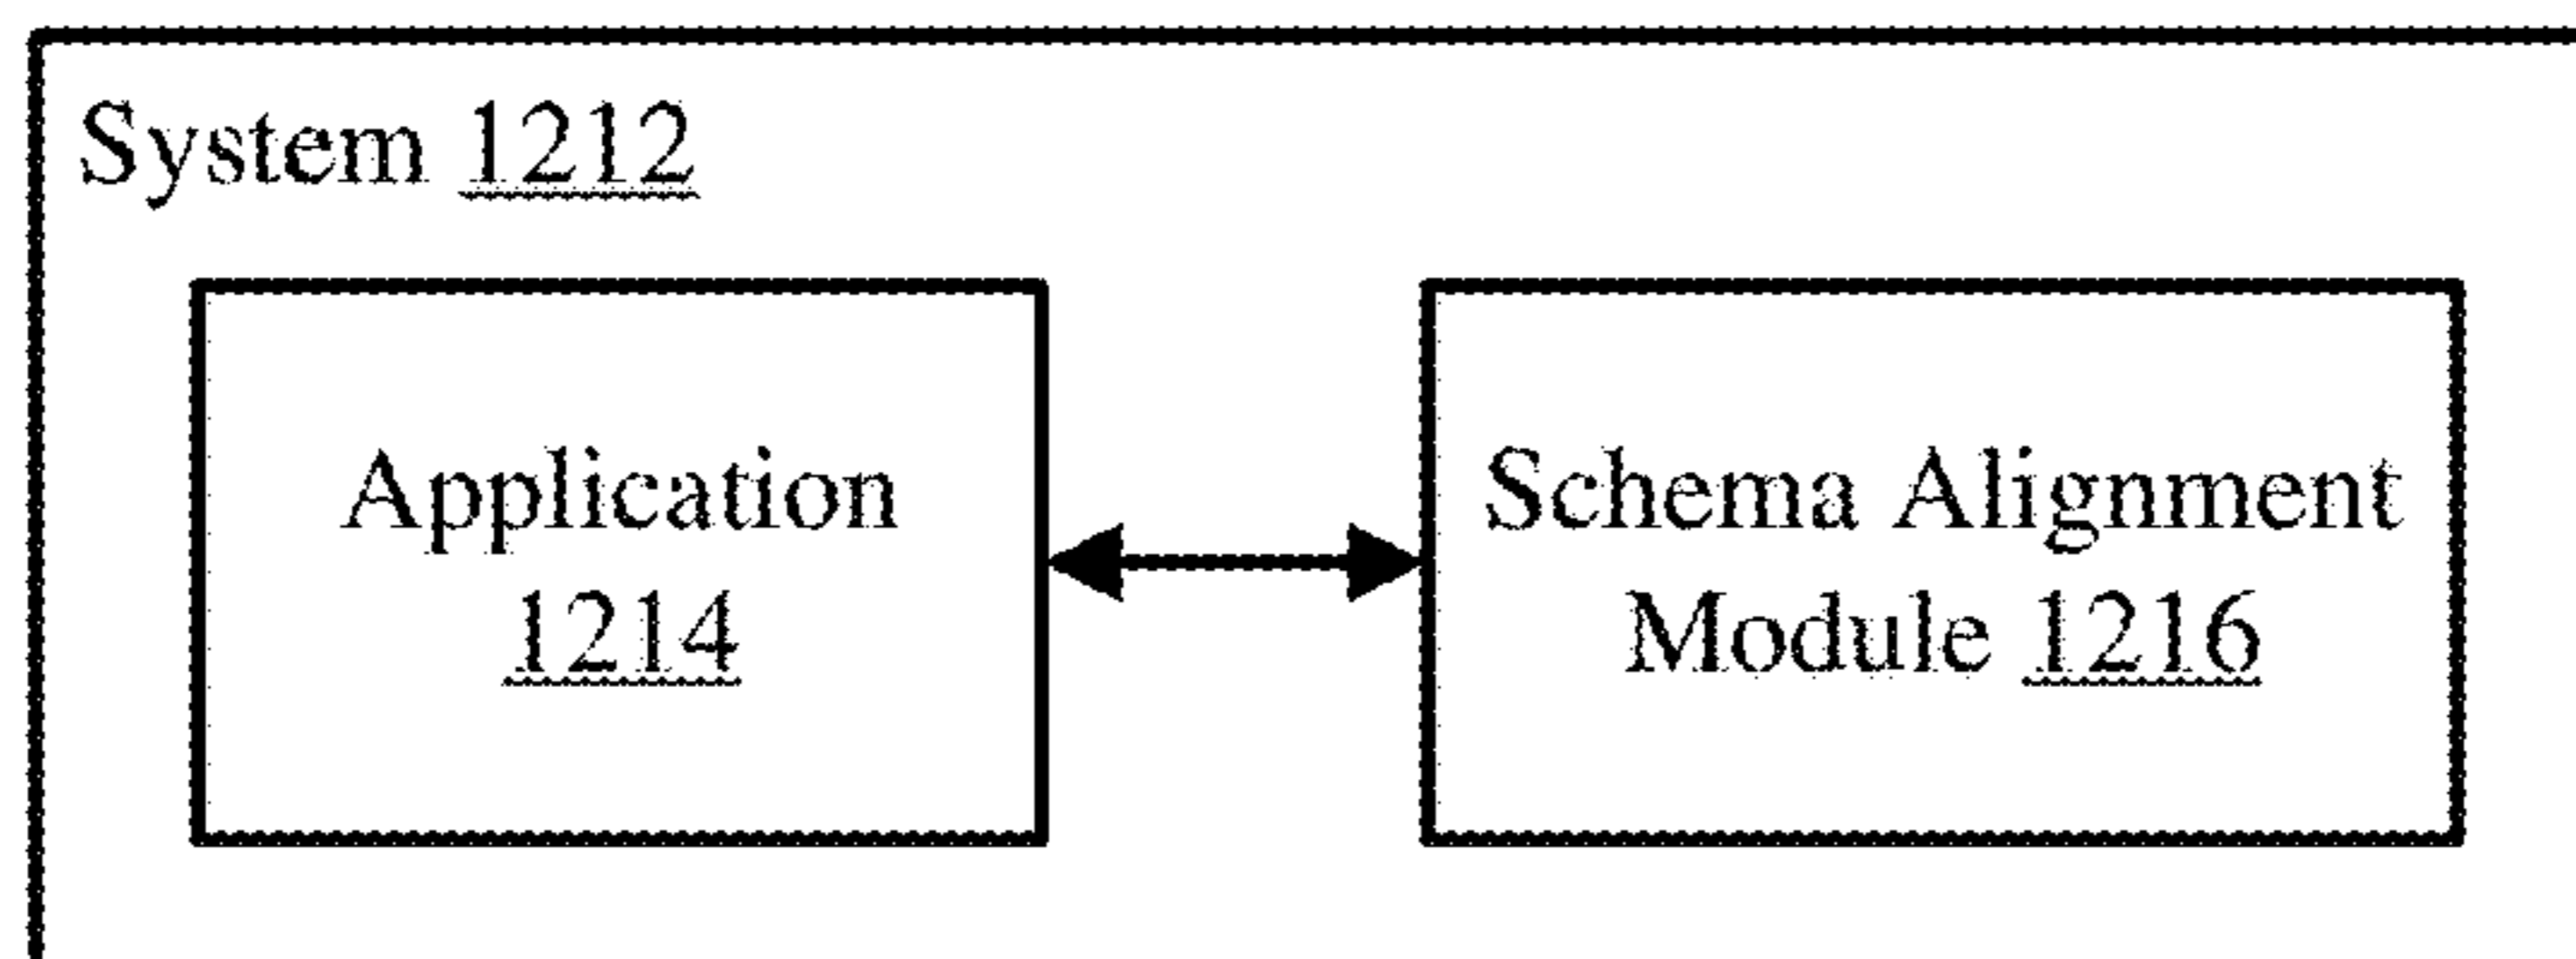 System 1212
Application
1214
Schema Alignment
Module 1216